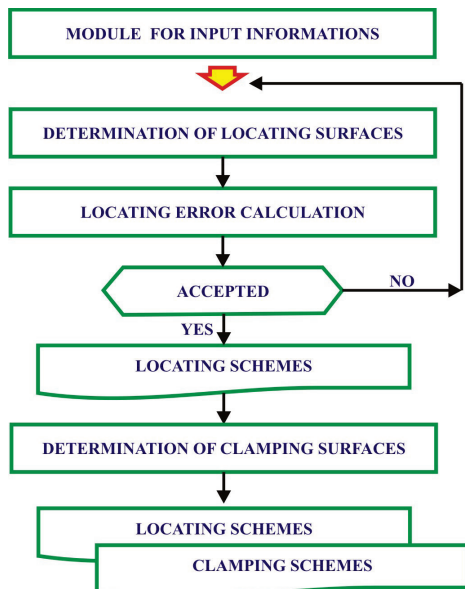 MODULE FOR INPUT INFORMATIONS
DETERMINATION OF LOCATING SURFACES
LOCATING ERROR CALCULATION
ACCEPTED
NO
YES
LOCATING SCHEMES
DETERMINATION OF CLAMPING SURFACES
LOCATING SCHEMES
CLAMPING SCHEMES